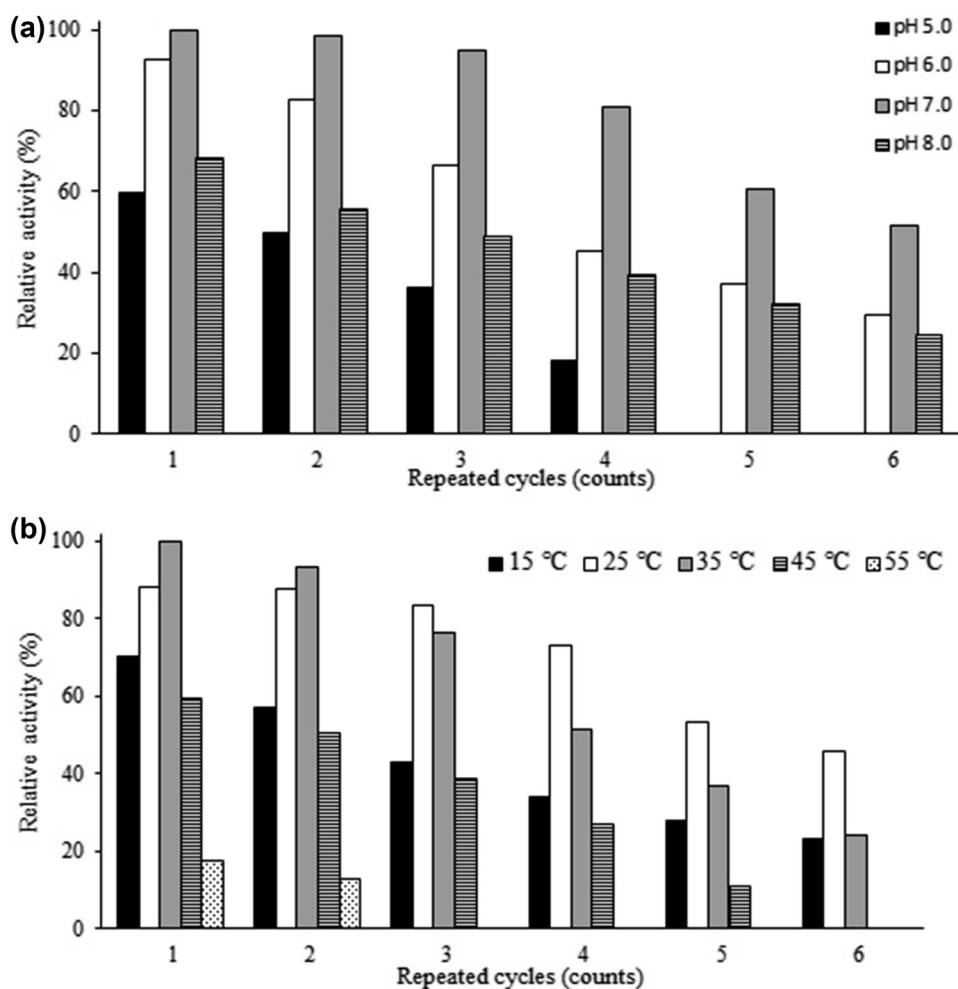 (a)
100
80
60
40
20
0
Relative activity (%)
pH 5.0
pH 6.0
pH 7.0
pH 8.0
1 2 3 4 5 6
Repeated cycles (counts)
(b)
100
80
60
40
20
0
Relative activity (%)
15 °C 25 °C 35 °C 45 °C 55 °C
1 2 3 4 5 6
Repeated cycles (counts)